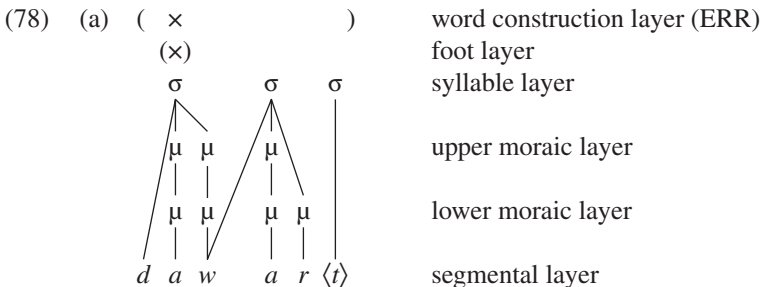 (78) (a) ( × ) word construction layer (ERR)
(×) foot layer
σ σ σ syllable layer
μ μ μ upper moraic layer
μ μ μ μ lower moraic layer
d a w a r ⟨t⟩ segmental layer